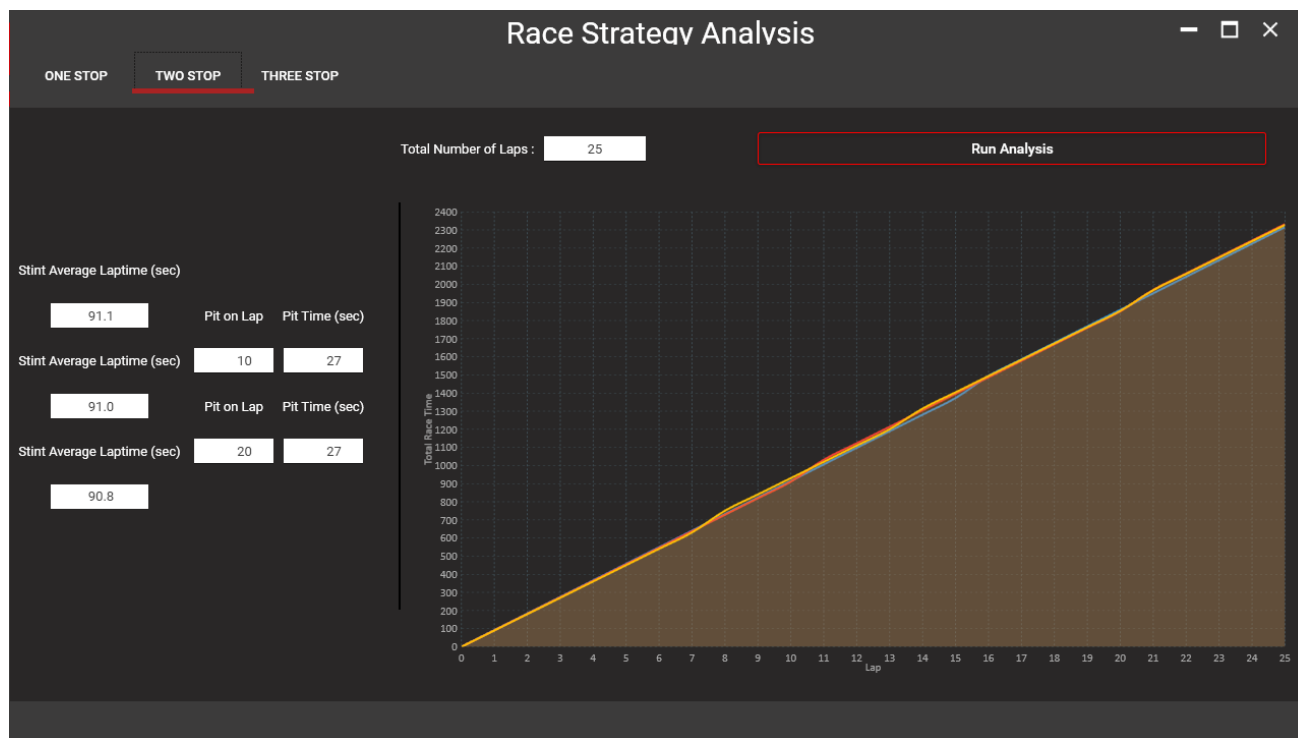 Race Strategy Analysis
ONE STOP TWO STOP THREE STOP
Total Number of Laps : 25 Run Analysis
Stint Average Laptime (sec)
91.1 Pit on Lap Pit Time (sec)
Stint Average Laptime (sec) 10 27
91.0 Pit on Lap Pit Time (sec)
Stint Average Laptime (sec) 20 27
90.8
2400
2300
2200
2100
2000
1900
1800
1700
1600
1500
1400
1300
1200
1100
1000
900
800
700
600
500
400
300
200
100
0
Total Race Time
0 1 2 3 4 5 6 7 8 9 10 11 12 13 14 15 16 17 18 19 20 21 22 23 24 25
Lap